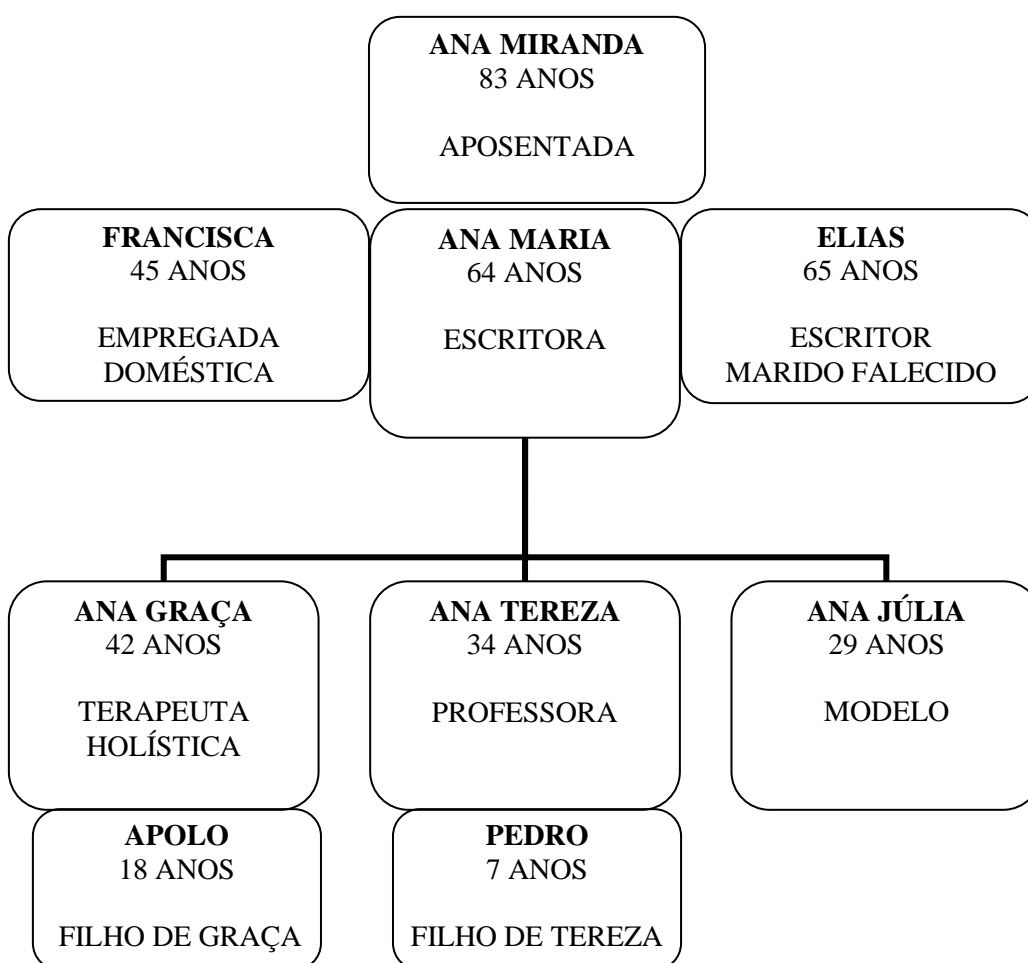 ANA MIRANDA
83 ANOS
APOSENTADA
FRANCISCA
45 ANOS
EMPREGADA
DOMÉSTICA
ANA MARIA
64 ANOS
ESCRITORA
ELIAS
65 ANOS
ESCRITOR
MARIDO FALECIDO
ANA GRAÇA
42 ANOS
TERAPEUTA
HOLÍSTICA
ANA TEREZA
34 ANOS
PROFESSORA
ANA JÚLIA
29 ANOS
MODELO
APOLO
18 ANOS
FILHO DE GRAÇA
PEDRO
7 ANOS
FILHO DE TEREZA